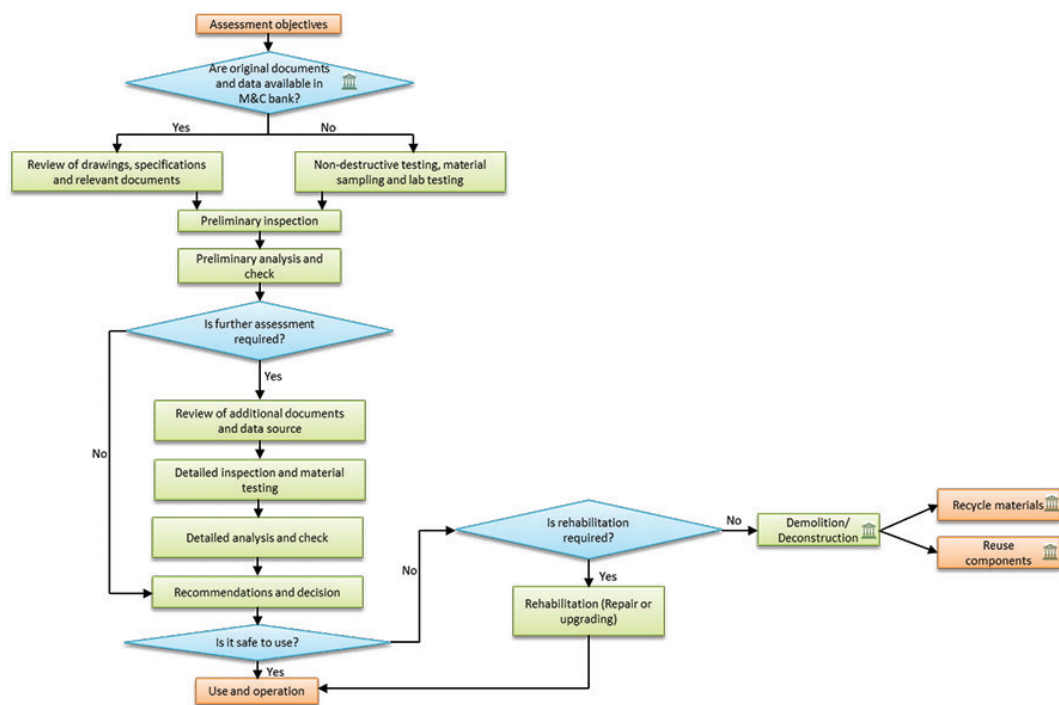 Assessment objectives
Are original documents
and data available in
M&C bank?
Yes
No
Review of drawings, specifications
and relevant documents
Non-destructive testing, material
sampling and lab testing
Preliminary inspection
Preliminary analysis and
check
Is further assessment
required?
Yes
No
Review of additional documents
and data source
Detailed inspection and material
testing
Detailed analysis and check
Recommendations and decision
Is it safe to use?
Yes
No
Use and operation
Is rehabilitation
required?
Yes
No
Rehabilitation (Repair or
upgrading)
Demolition/
Deconstruction
Recycle materials
Reuse
components